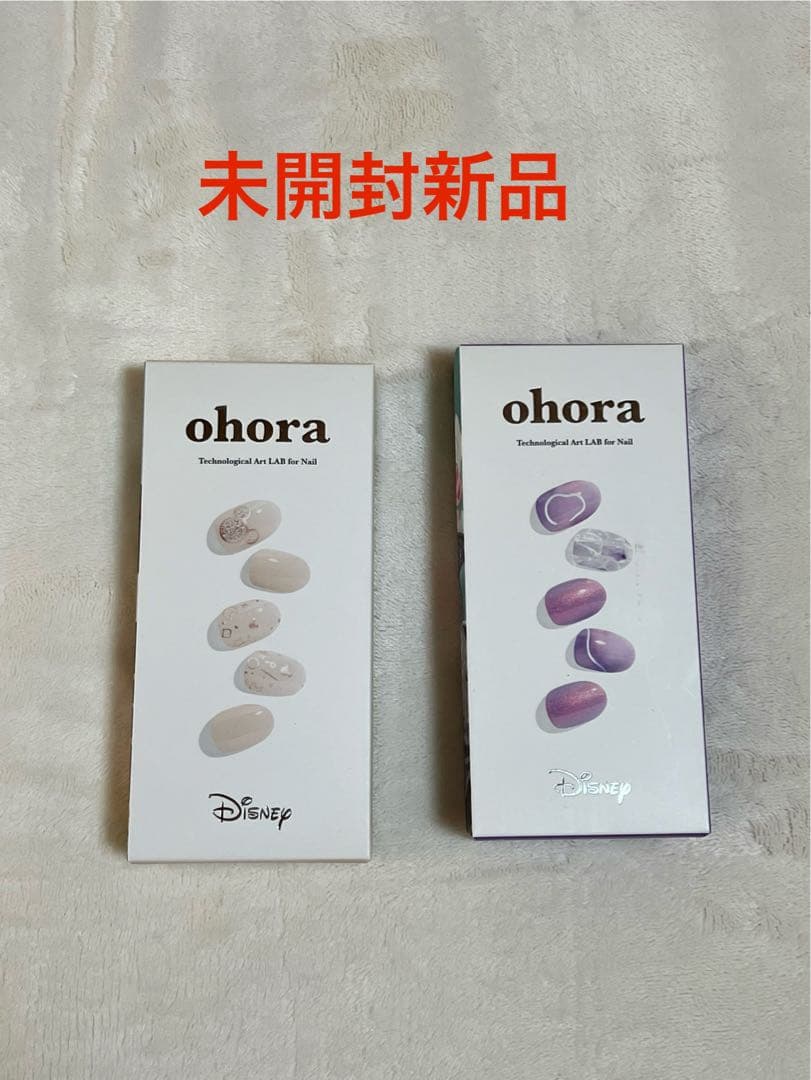 未開封新品
ohora
Technological Art LAB for Nail
Disney
ohora
Technological Art LAB for Nail
Disney